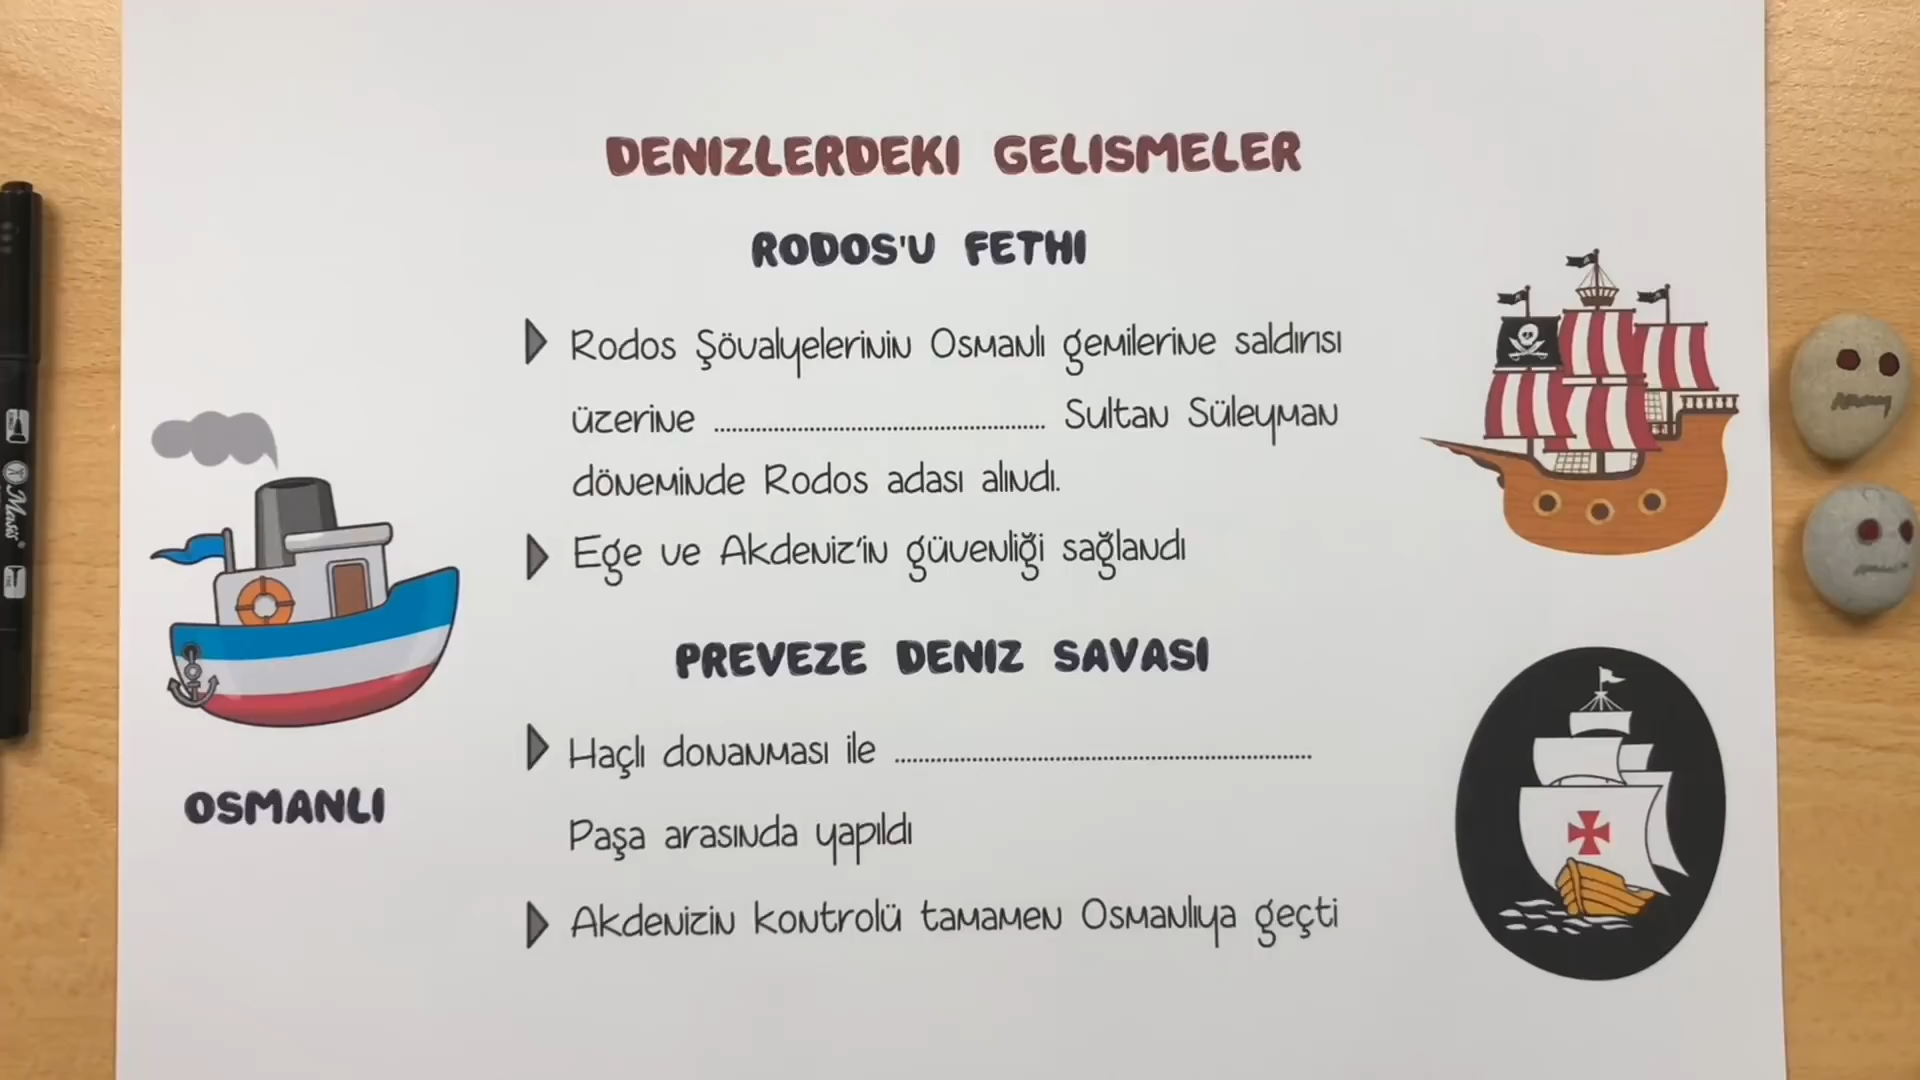 DENIZLERDEKI GELISMELER
RODOS'U FETHI
Rodos Şövalyelerinin Osmanlı gemilerine saldırısı
üzerine ........................................ Sultan Süleyman
döneminde Rodos adası alındı.
Ege ve Akdeniz'in güvenliği sağlandı
PREVEZE DENIZ SAVASI
Haçlı donanması ile ..................................................
Paşa arasında yapıldı
Akdenizin kontrolü tamamen Osmanlıya geçti
OSMANLI
Masis